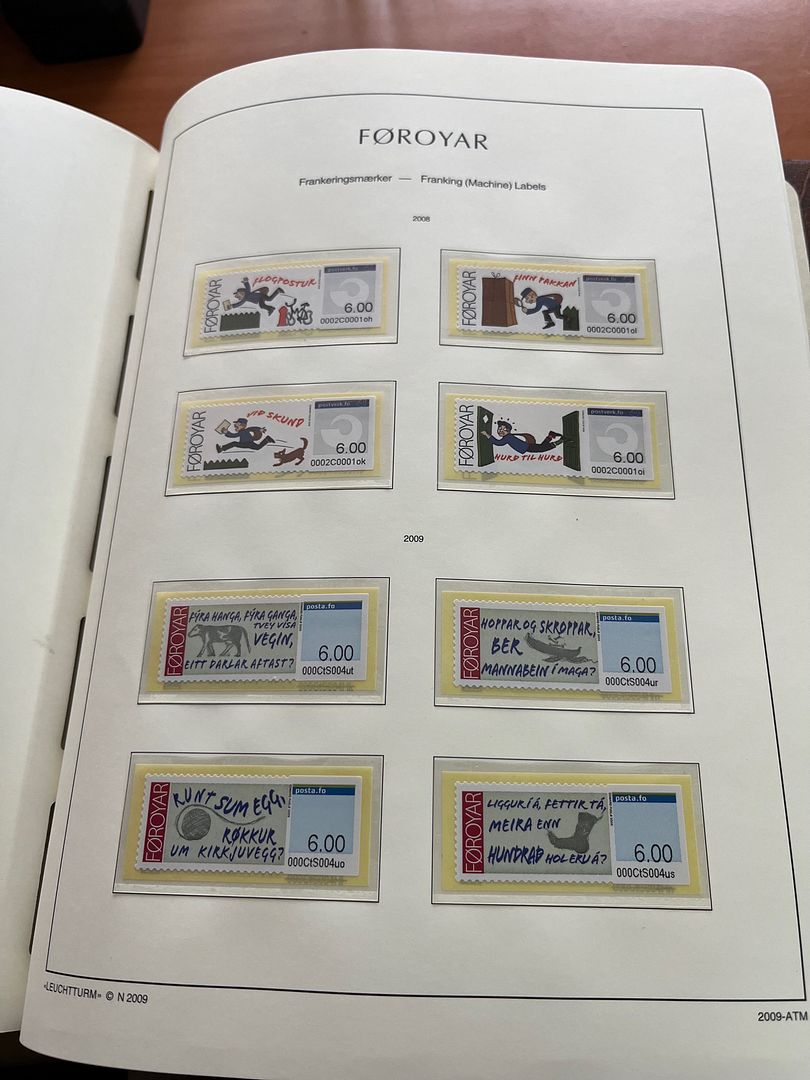 FØROYAR
Frankeringsmærker — Franking (Machine) Labels
2008
FØROYAR
FLOGPOSTUR
postverk.fo
6.00
0002C0001oh
FØROYAR
FINN PAKKAN
postverk.fo
6.00
0002C0001ol
FØROYAR
VIÐ SKUND
postverk.fo
6.00
0002C0001ok
FØROYAR
HURÐ TIL HURÐ
postverk.fo
6.00
0002C0001oi
2009
FØROYAR
FÝRA HANGA, FÝRA GANGA,
TVEY VÍSA
VEGIN,
EITT DARLAR AFTAST?
posta.fo
6.00
000CtS004ut
FØROYAR
HOPPAR OG SKROPPAR,
BER
MANNABEIN Í MAGA?
posta.fo
6.00
000CtS004ur
FØROYAR
RUNT SUM EGG,
RØKKUR
UM KIRKJUVEGG?
posta.fo
6.00
000CtS004uo
FØROYAR
LIGGUR Í Á, FETTIR TÁ,
MEIRA ENN
HUNDRAÐ HOL ERU Á?
posta.fo
6.00
000CtS004us
»LEUCHTTURM« © N 2009
2009-ATM